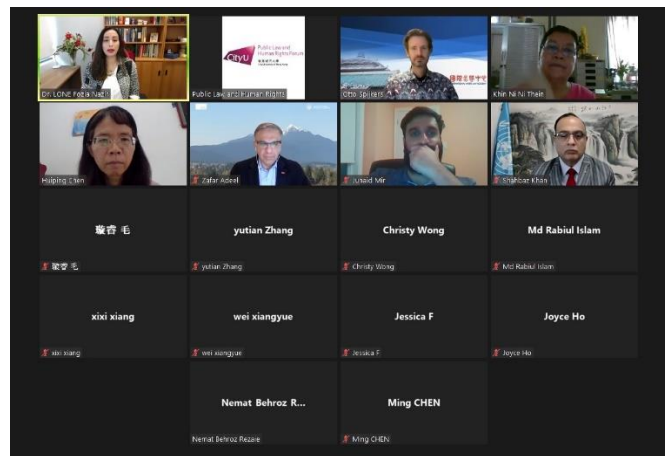 Dr. LONE Fozia Nazir
CityU
Public Law and
Human Rights Forum
Public Law and Human Rights
Otto Spijkers
Khin Ni Ni Thein
Huiping Chen
Zafar Adeel
Junaid Mir
Shahbaz Khan
璇睿 毛
yutian Zhang
Christy Wong
Md Rabiul Islam
璇睿 毛
yutian Zhang
Christy Wong
Md Rabiul Islam
xixi xiang
wei xiangyue
Jessica F
Joyce Ho
xixi xiang
wei xiangyue
Jessica F
Joyce Ho
Nemat Behroz R...
Ming CHEN
Nemat Behroz Rezaie
Ming CHEN